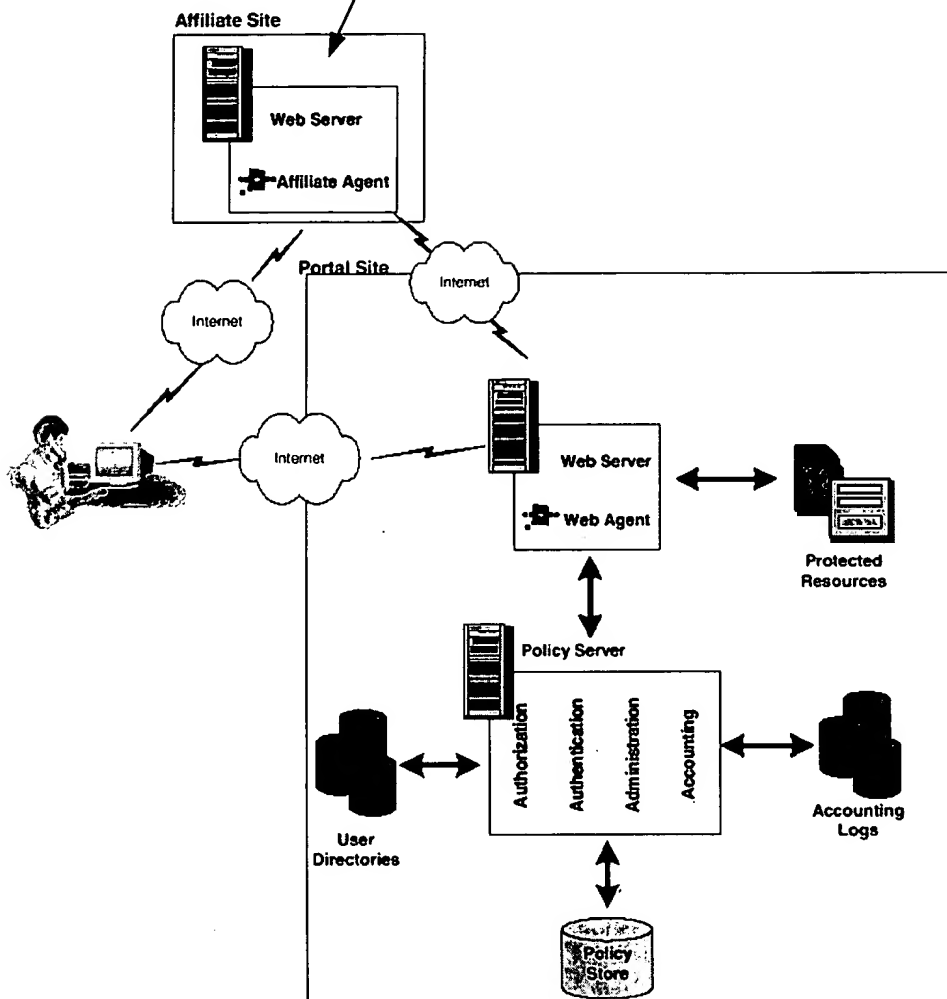 Affiliate Site
Web Server
Affiliate Agent
Portal Site
Internet
Internet
Internet
Web Server
Web Agent
Protected
Resources
Policy Server
Authorization
Authentication
Administration
Accounting
User
Directories
Accounting
Logs
Policy
Store